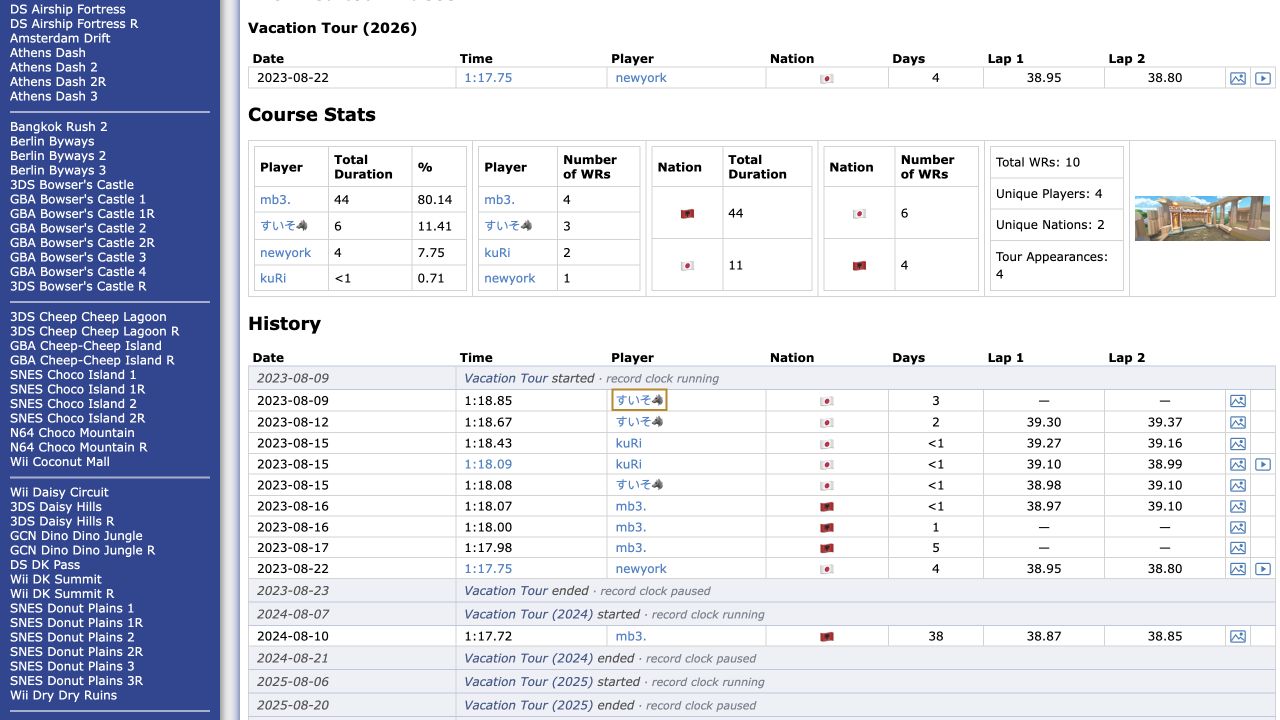 DS Airship Fortress
DS Airship Fortress R
Amsterdam Drift
Athens Dash
Athens Dash 2
Athens Dash 2R
Athens Dash 3
Bangkok Rush 2
Berlin Byways
Berlin Byways 2
Berlin Byways 3
3DS Bowser's Castle
GBA Bowser's Castle 1
GBA Bowser's Castle 1R
GBA Bowser's Castle 2
GBA Bowser's Castle 2R
GBA Bowser's Castle 3
GBA Bowser's Castle 4
3DS Bowser's Castle R
3DS Cheep Cheep Lagoon
3DS Cheep Cheep Lagoon R
GBA Cheep-Cheep Island
GBA Cheep-Cheep Island R
SNES Choco Island 1
SNES Choco Island 1R
SNES Choco Island 2
SNES Choco Island 2R
N64 Choco Mountain
N64 Choco Mountain R
Wii Coconut Mall
Wii Daisy Circuit
3DS Daisy Hills
3DS Daisy Hills R
GCN Dino Dino Jungle
GCN Dino Dino Jungle R
DS DK Pass
Wii DK Summit
Wii DK Summit R
SNES Donut Plains 1
SNES Donut Plains 1R
SNES Donut Plains 2
SNES Donut Plains 2R
SNES Donut Plains 3
SNES Donut Plains 3R
Wii Dry Dry Ruins
Vacation Tour (2026)
Date Time Player Nation Days Lap 1 Lap 2
2023-08-22 1:17.75 newyork 4 38.95 38.80
Course Stats
Player Total Duration %
mb3. 44 80.14
すいそ🐴 6 11.41
newyork 4 7.75
kuRi <1 0.71
Player Number of WRs
mb3. 4
すいそ🐴 3
kuRi 2
newyork 1
Nation Total Duration
44
11
Nation Number of WRs
6
4
Total WRs: 10
Unique Players: 4
Unique Nations: 2
Tour Appearances: 4
History
Date Time Player Nation Days Lap 1 Lap 2
2023-08-09 Vacation Tour started · record clock running
2023-08-09 1:18.85 すいそ🐴 3 — —
2023-08-12 1:18.67 すいそ🐴 2 39.30 39.37
2023-08-15 1:18.43 kuRi <1 39.27 39.16
2023-08-15 1:18.09 kuRi <1 39.10 38.99
2023-08-15 1:18.08 すいそ🐴 <1 38.98 39.10
2023-08-16 1:18.07 mb3. <1 38.97 39.10
2023-08-16 1:18.00 mb3. 1 — —
2023-08-17 1:17.98 mb3. 5 — —
2023-08-22 1:17.75 newyork 4 38.95 38.80
2023-08-23 Vacation Tour ended · record clock paused
2024-08-07 Vacation Tour (2024) started · record clock running
2024-08-10 1:17.72 mb3. 38 38.87 38.85
2024-08-21 Vacation Tour (2024) ended · record clock paused
2025-08-06 Vacation Tour (2025) started · record clock running
2025-08-20 Vacation Tour (2025) ended · record clock paused